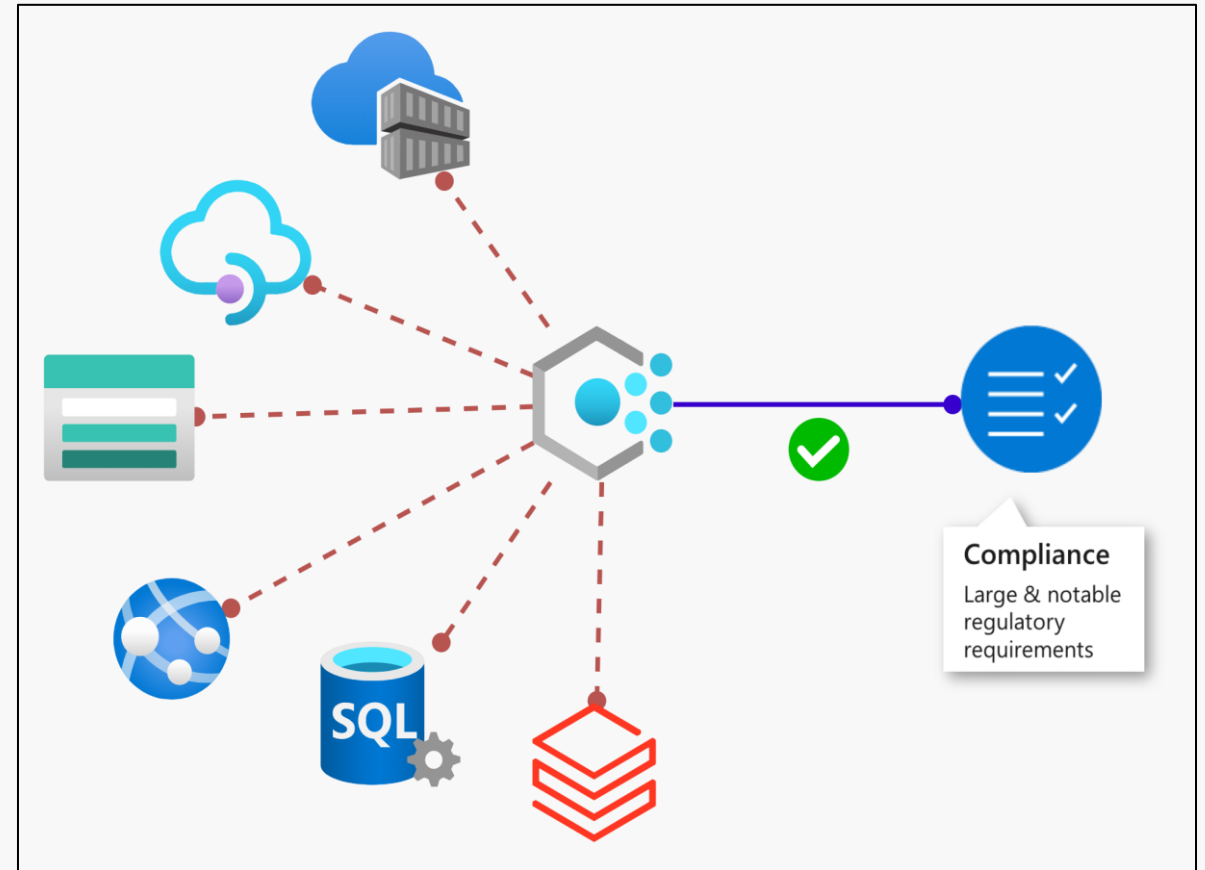 SQL
Compliance
Large & notable
regulatory
requirements